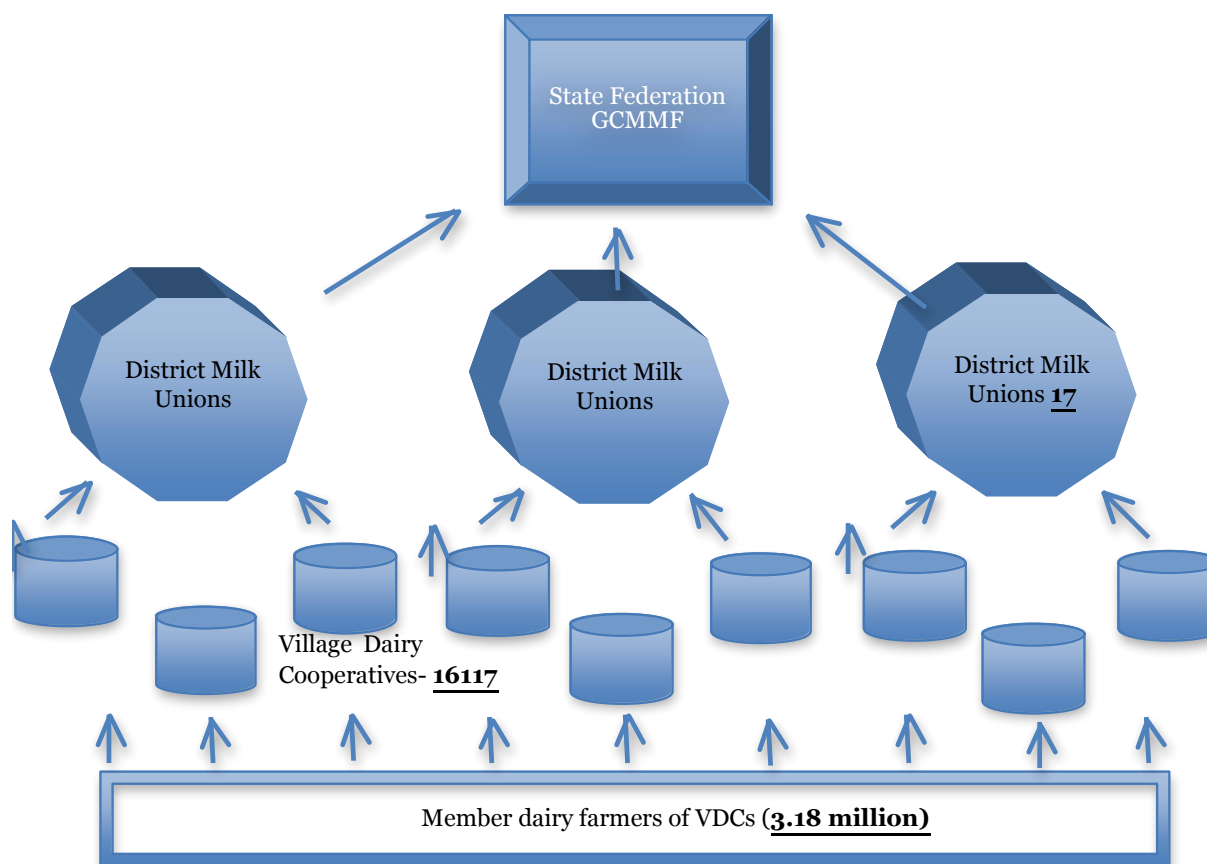 State Federation
GCMMF
District Milk
Unions
District Milk
Unions
District Milk
Unions 17
Village Dairy
Cooperatives- 16117
Member dairy farmers of VDCs (3.18 million)